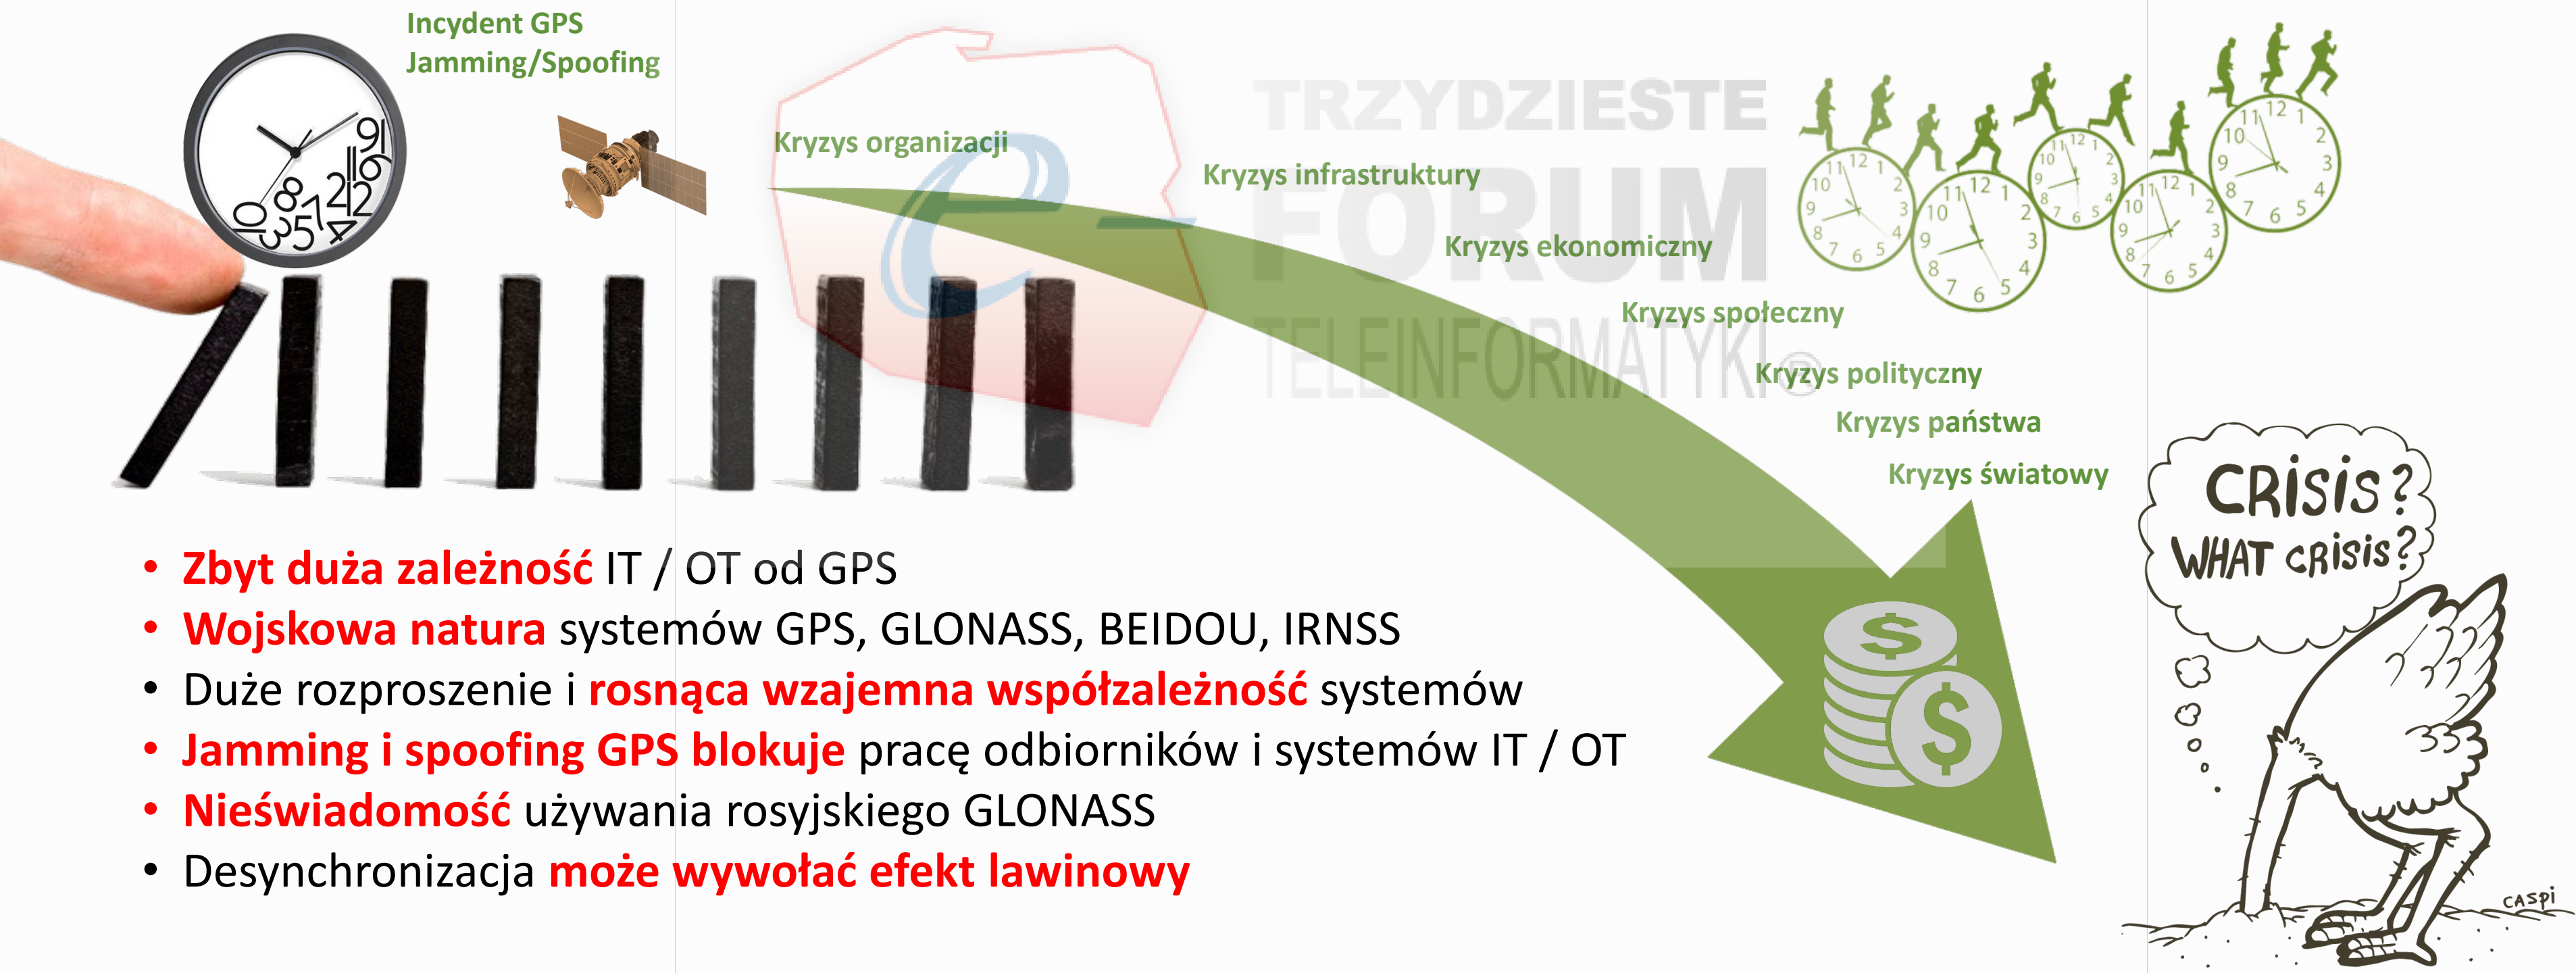 Incydent GPS
Jamming/Spoofing
Kryzys organizacji
Kryzys infrastruktury
Kryzys ekonomiczny
Kryzys społeczny
Kryzys polityczny
Kryzys państwa
Kryzys światowy
TRZYDZIESTE
FORUM
TELEINFORMATYKI®
e-
CRISIS?
WHAT CRISIS?
• Zbyt duża zależność IT / OT od GPS
• Wojskowa natura systemów GPS, GLONASS, BEIDOU, IRNSS
• Duże rozproszenie i rosnąca wzajemna współzależność systemów
• Jamming i spoofing GPS blokuje pracę odbiorników i systemów IT / OT
• Nieświadomość używania rosyjskiego GLONASS
• Desynchronizacja może wywołać efekt lawinowy
CASPI